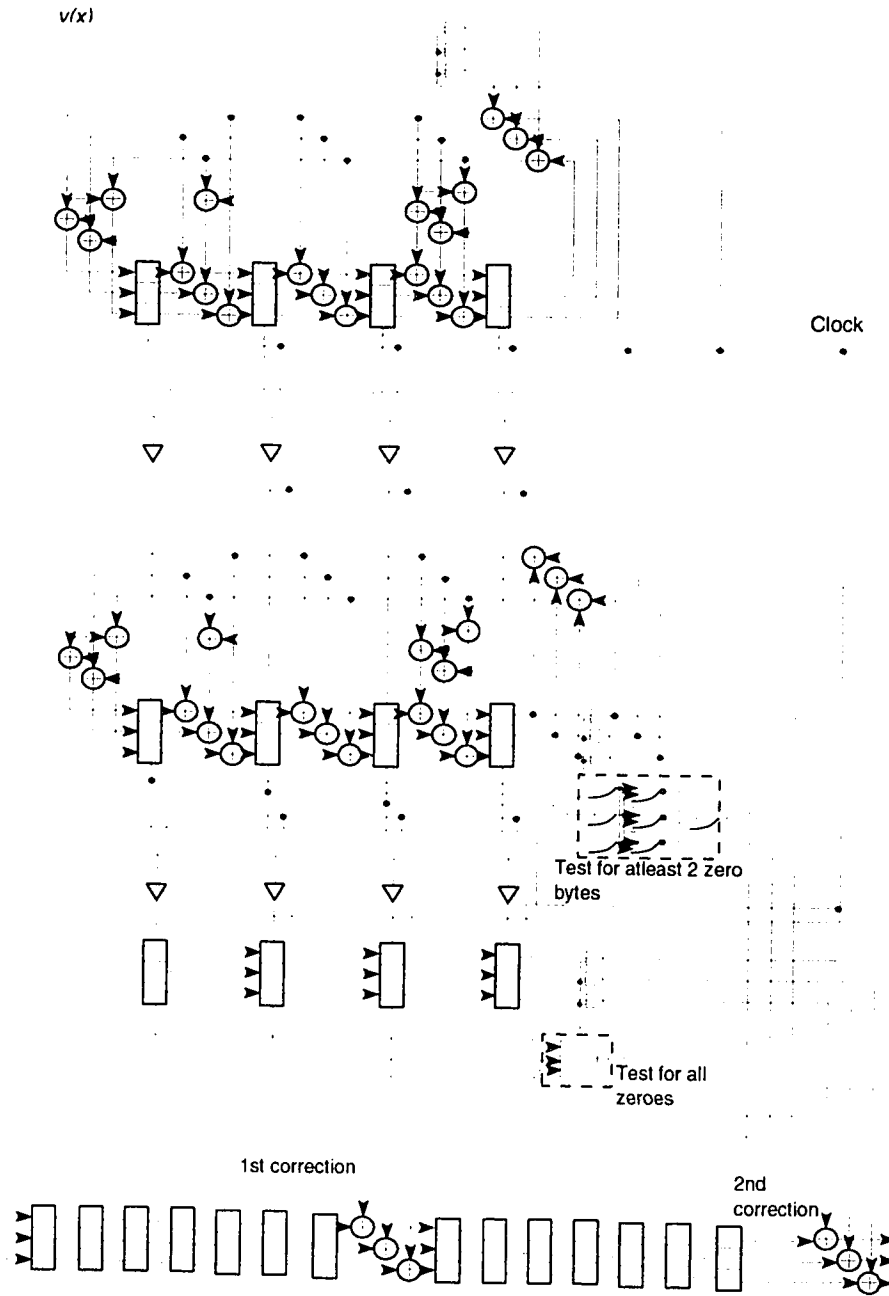 v(x)
Clock
Test for atleast 2 zero
bytes
Test for all
zeroes
1st correction
2nd
correction